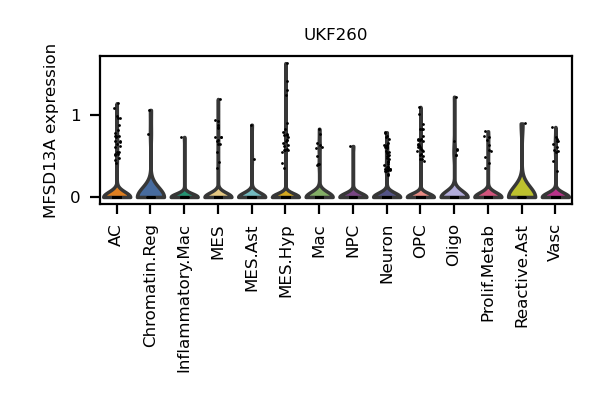 UKF260
MFSD13A expression
1
0
AC
Chromatin.Reg
Inflammatory.Mac
MES
MES.Ast
MES.Hyp
Mac
NPC
Neuron
OPC
Oligo
Prolif.Metab
Reactive.Ast
Vasc